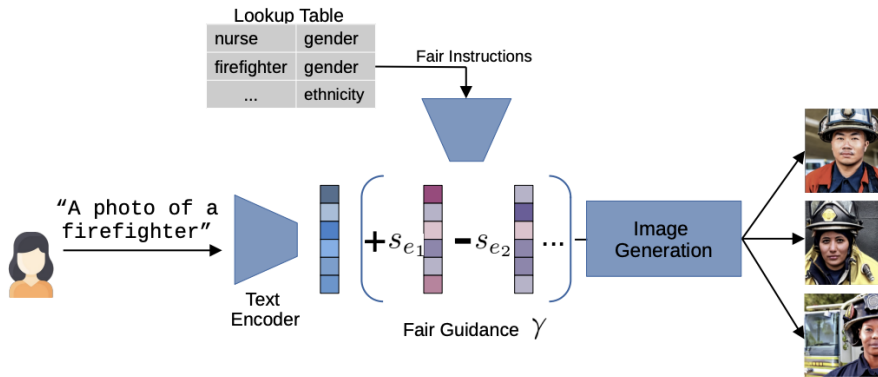 Lookup Table
nurse gender
firefighter gender
... ethnicity
Fair Instructions
“A photo of a
firefighter”
Text
Encoder
+ s_{e_1} - s_{e_2} ...
Fair Guidance γ
Image
Generation